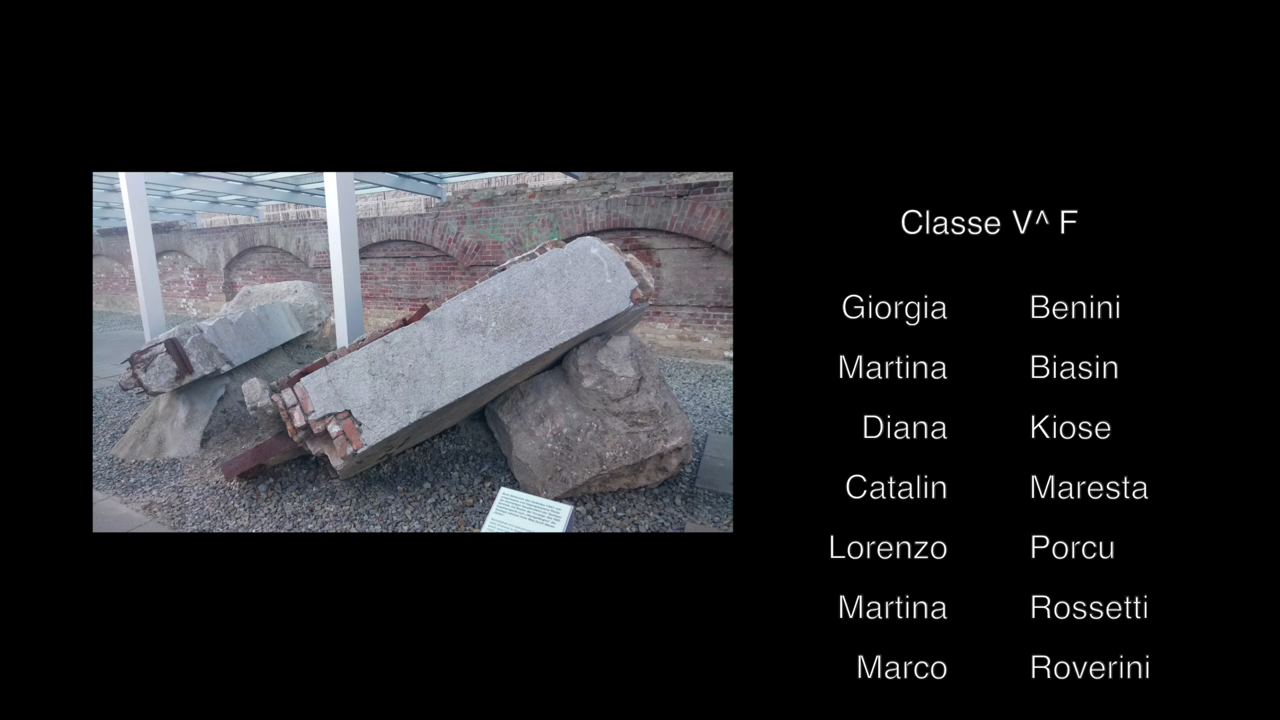 Classe V^ F
Giorgia Benini
Martina Biasin
Diana Kiose
Catalin Maresta
Lorenzo Porcu
Martina Rossetti
Marco Roverini